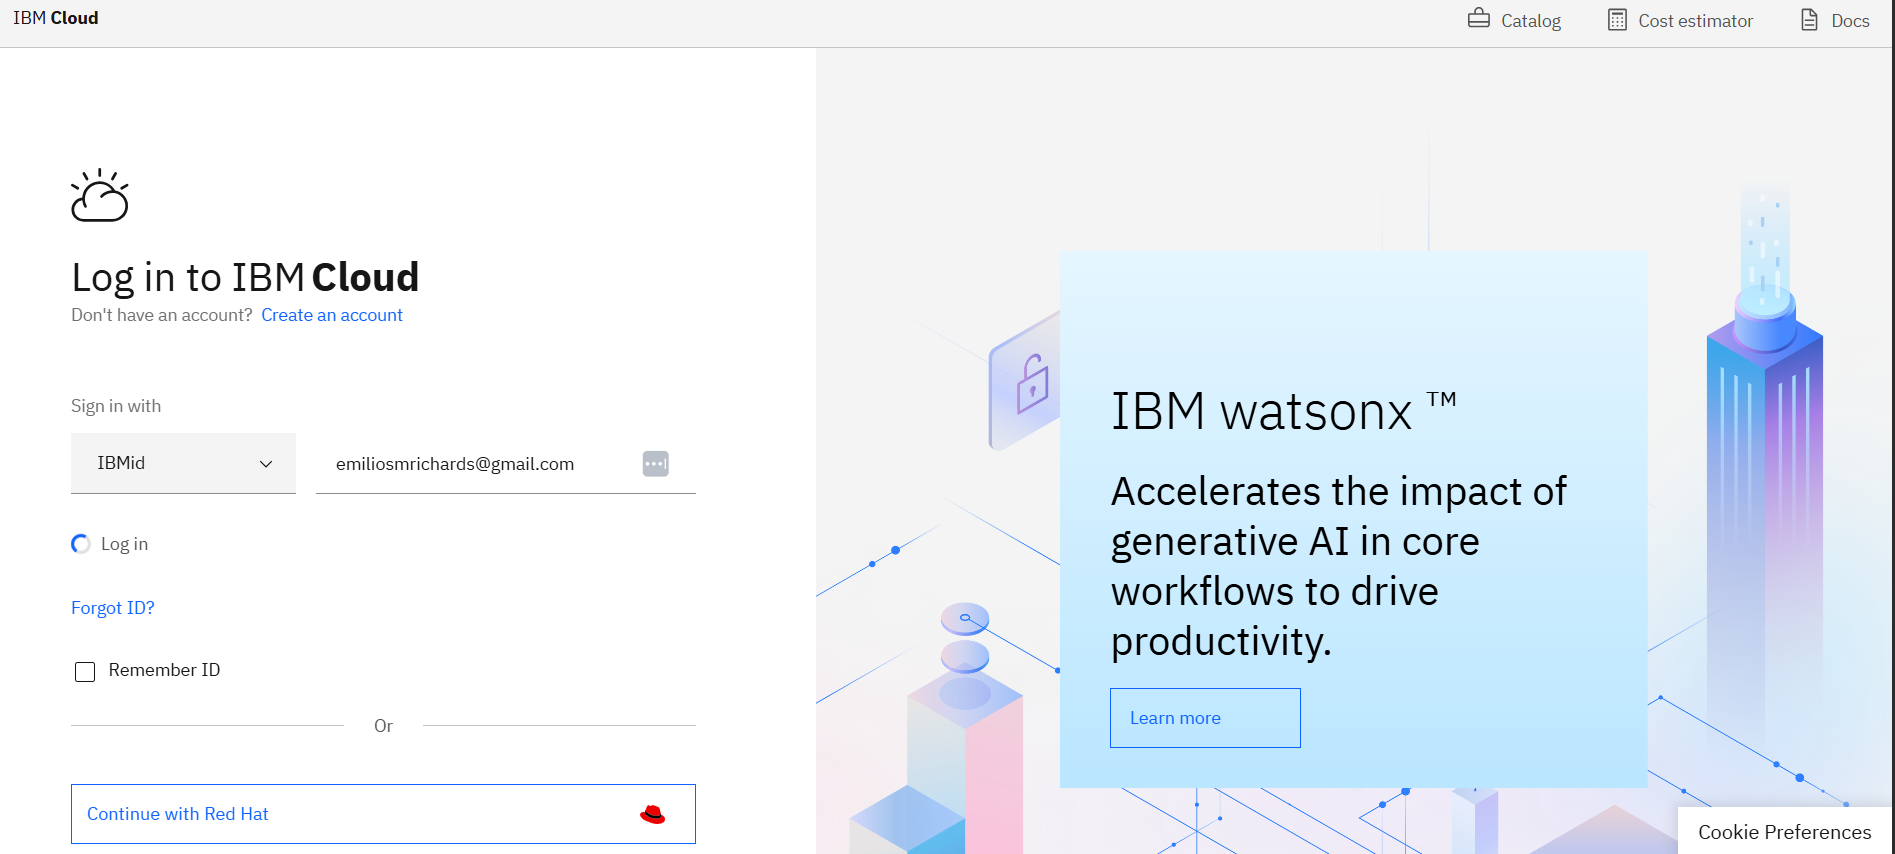 IBM Cloud
Catalog
Cost estimator
Docs
Log in to IBM Cloud
Don't have an account? Create an account
Sign in with
IBMid
emiliosmrichards@gmail.com
Log in
Forgot ID?
Remember ID
Or
Continue with Red Hat
IBM watsonx ™
Accelerates the impact of
generative AI in core
workflows to drive
productivity.
Learn more
Cookie Preferences